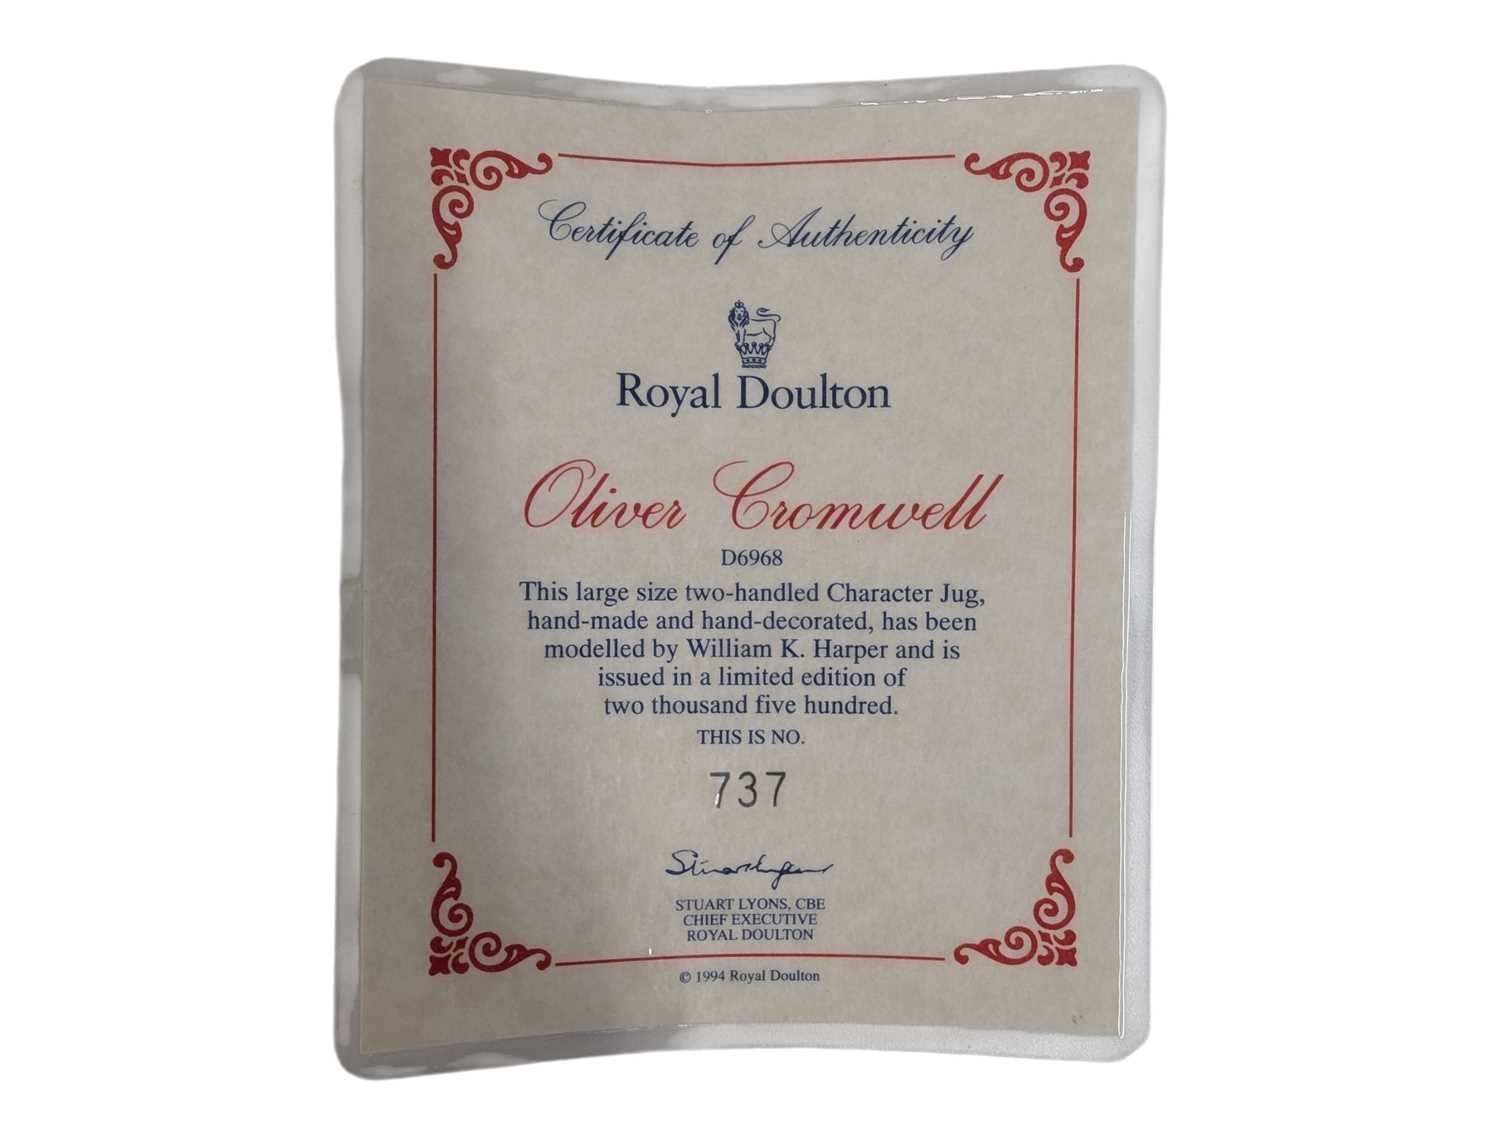 Certificate of Authenticity
Royal Doulton
Oliver Cromwell
D6968
This large size two-handled Character Jug,
hand-made and hand-decorated, has been
modelled by William K. Harper and is
issued in a limited edition of
two thousand five hundred.
THIS IS NO.
737
Stuart Lyons
STUART LYONS, CBE
CHIEF EXECUTIVE
ROYAL DOULTON
© 1994 Royal Doulton